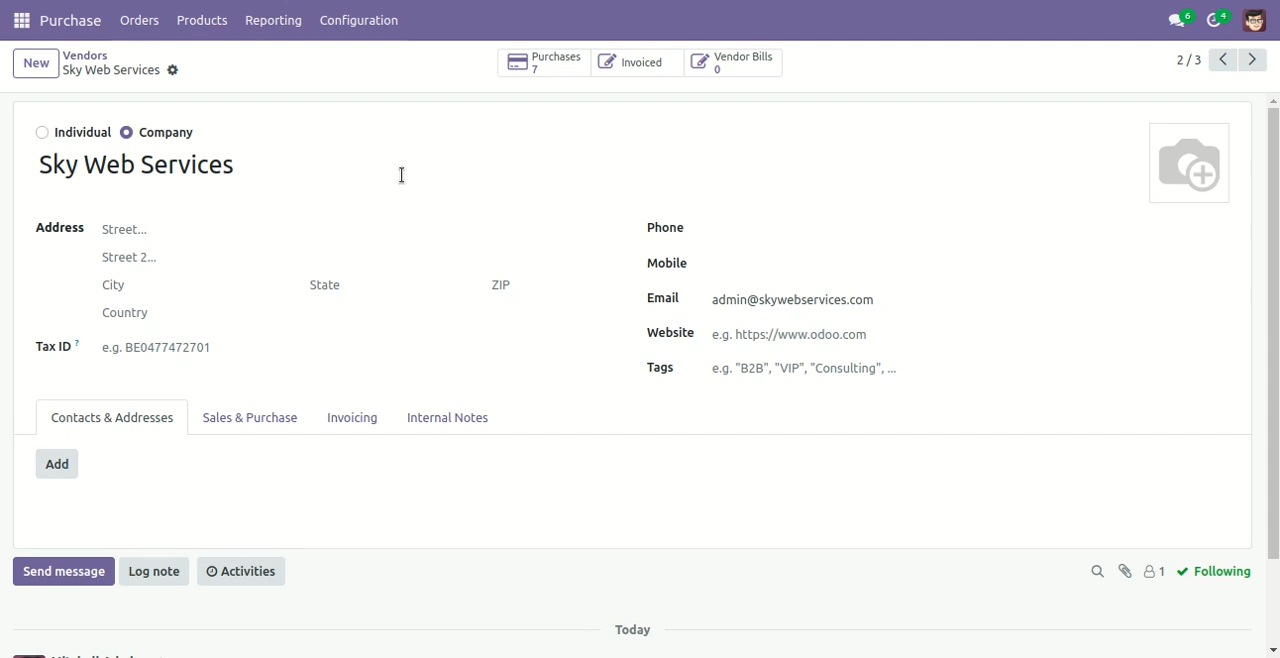 Purchase Orders Products Reporting Configuration 6 4
New Vendors
Sky Web Services
Purchases
7
Invoiced
Vendor Bills
0
2 / 3
Individual Company
Sky Web Services
Address Street...
Street 2...
City State ZIP
Country
Tax ID ? e.g. BE0477472701
Phone
Mobile
Email admin@skywebservices.com
Website e.g. https://www.odoo.com
Tags e.g. "B2B", "VIP", "Consulting", ...
Contacts & Addresses Sales & Purchase Invoicing Internal Notes
Add
Send message Log note Activities 1 Following
Today